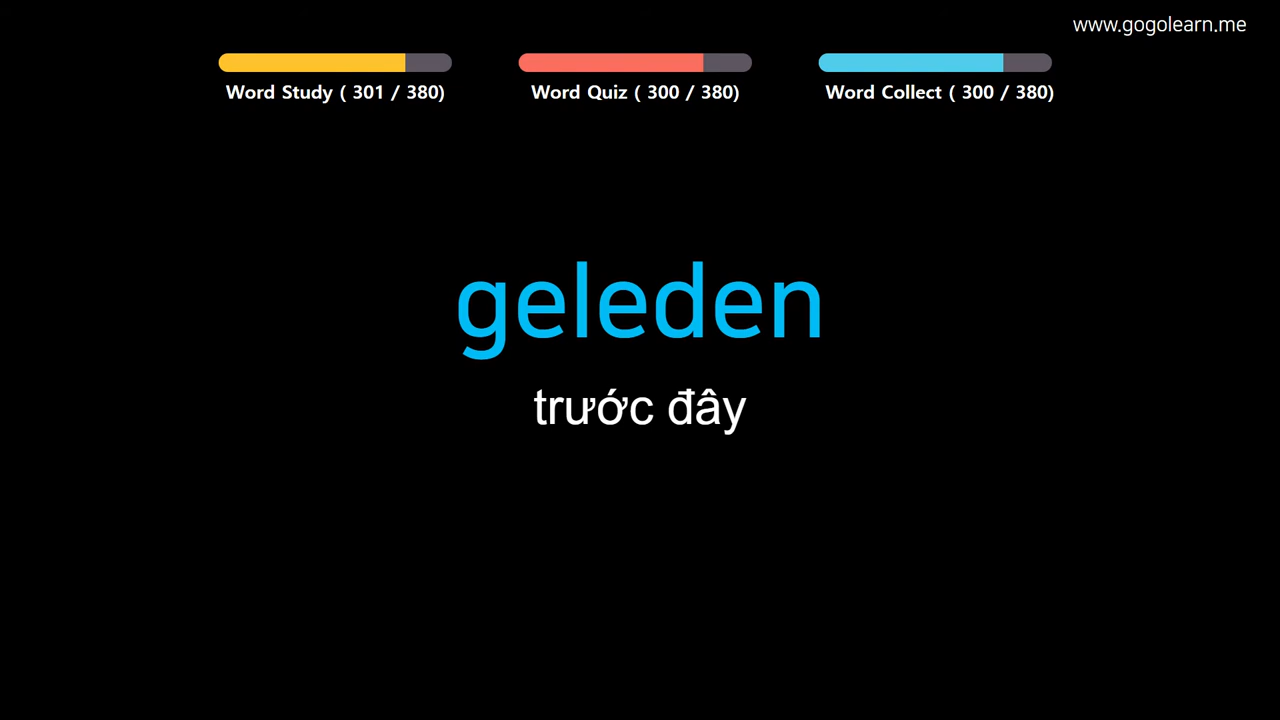 www.gogolearn.me
Word Study ( 301 / 380)
Word Quiz ( 300 / 380)
Word Collect ( 300 / 380)
geleden
trước đây